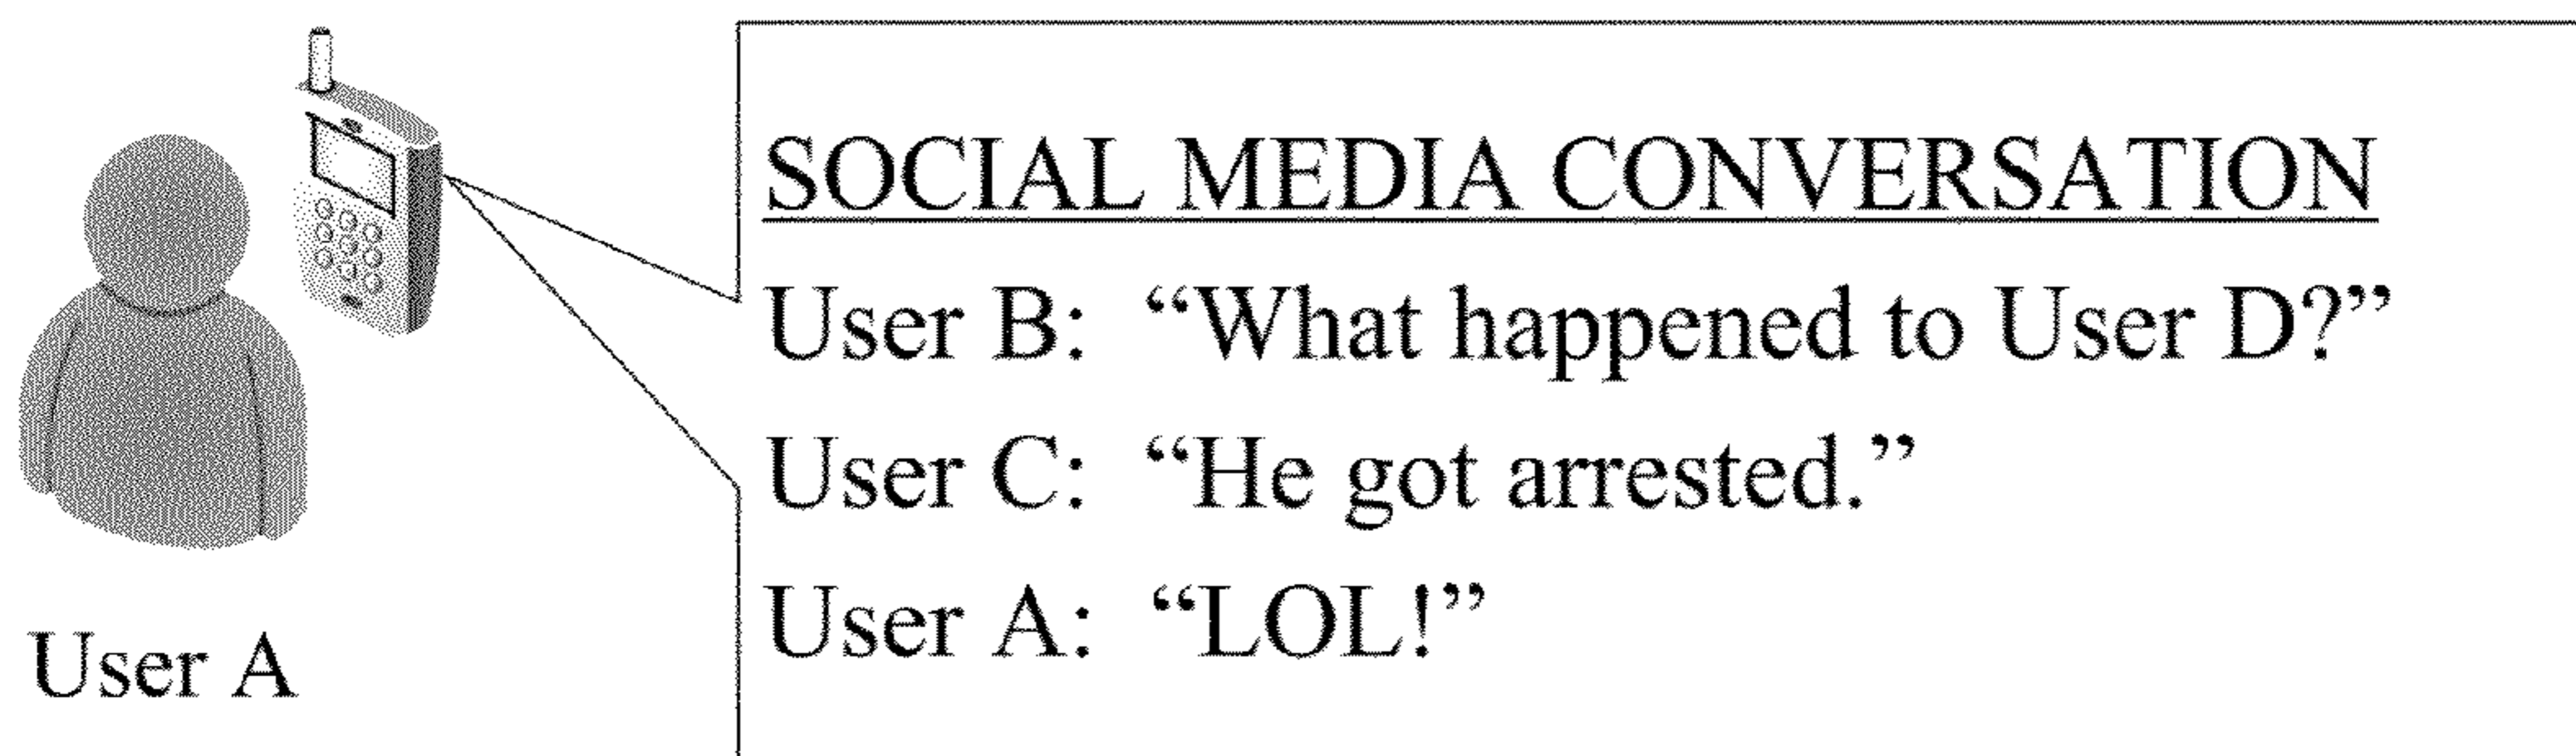 SOCIAL MEDIA CONVERSATION
User B: “What happened to User D?”
User C: “He got arrested.”
User A: “LOL!”
User A